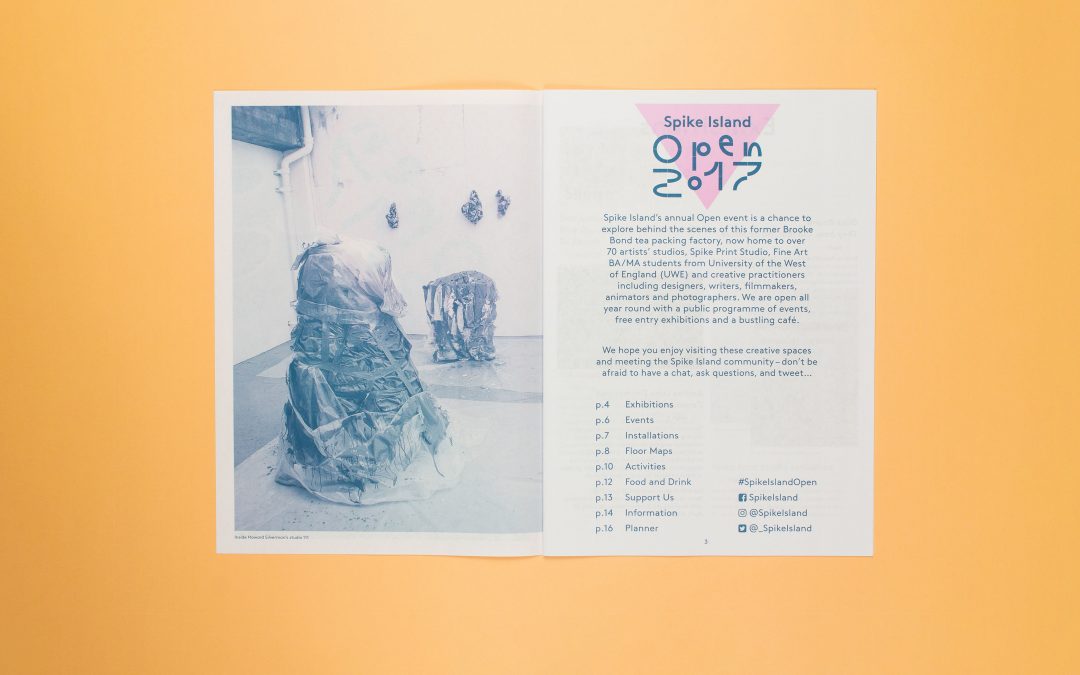 Inside Howard Silverman's studio 111
Spike Island
Open
2017
Spike Island's annual Open event is a chance to
explore behind the scenes of this former Brooke
Bond tea packing factory, now home to over
70 artists' studios, Spike Print Studio, Fine Art
BA/MA students from University of the West
of England (UWE) and creative practitioners
including designers, writers, filmmakers,
animators and photographers. We are open all
year round with a public programme of events,
free entry exhibitions and a bustling café.
We hope you enjoy visiting these creative spaces
and meeting the Spike Island community – don't be
afraid to have a chat, ask questions, and tweet...
p.4 Exhibitions
p.6 Events
p.7 Installations
p.8 Floor Maps
p.10 Activities
p.12 Food and Drink
p.13 Support Us
p.14 Information
p.16 Planner
#SpikeIslandOpen
SpikeIsland
@SpikeIsland
@_SpikeIsland
3